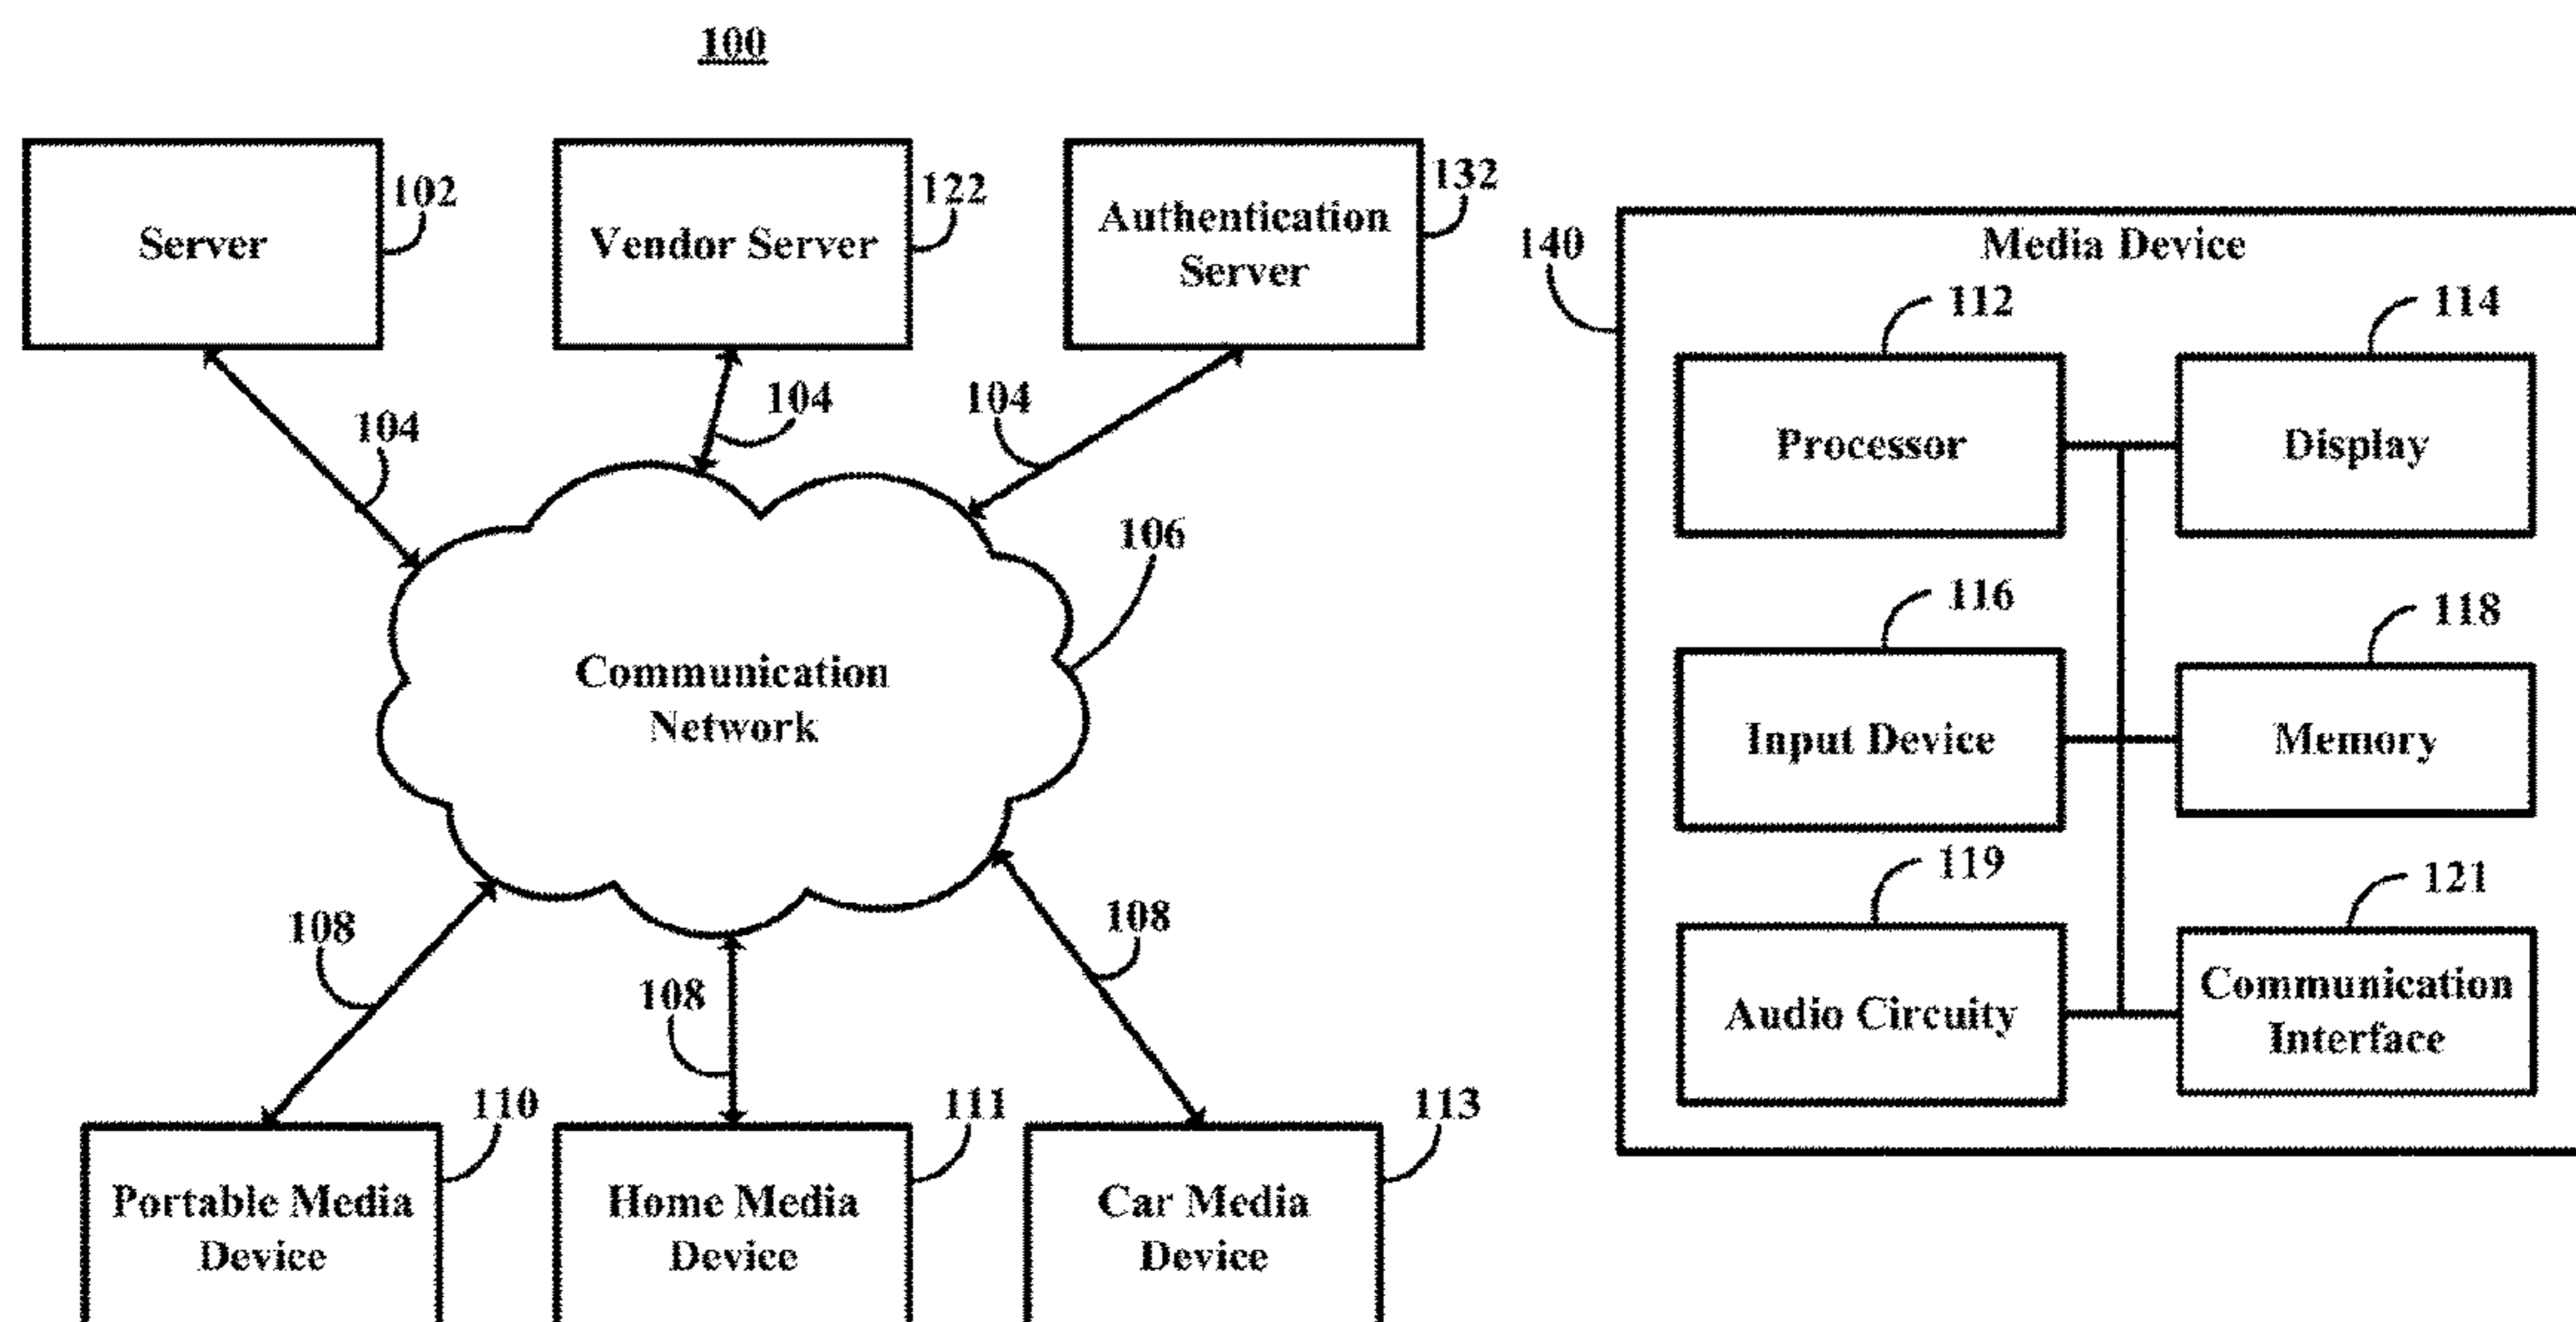 100
Server
102
Vendor Server
122
Authentication
Server
132
104
104
104
Communication
Network
106
108
108
108
Portable Media
Device
110
Home Media
Device
111
Car Media
Device
113
140
Media Device
112
Processor
114
Display
116
Input Device
118
Memory
119
Audio Circuity
121
Communication
Interface